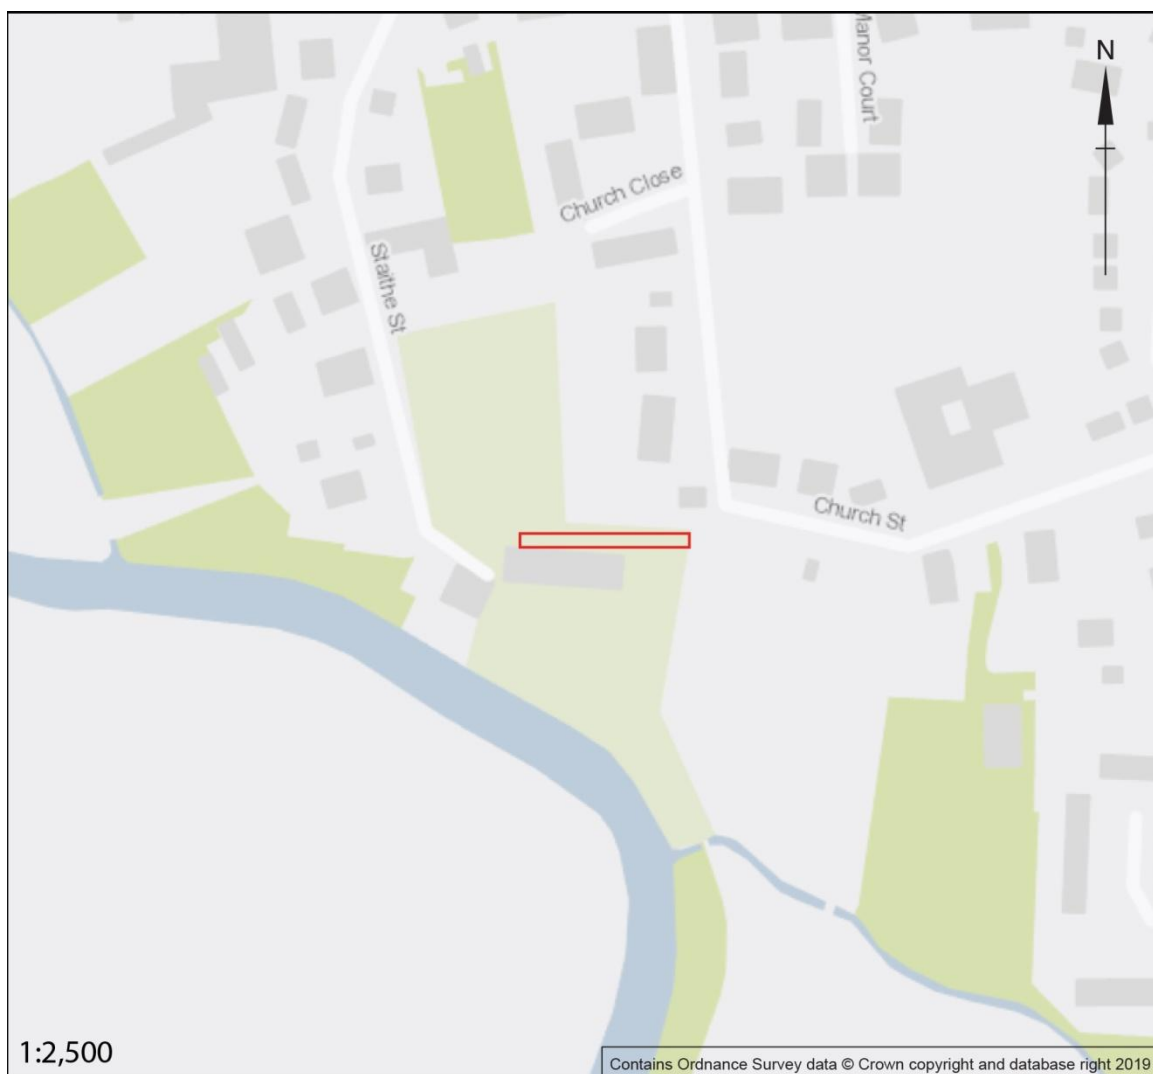 Manor Court
N
Church Close
Staithe St
Church St
1:2,500
Contains Ordnance Survey data © Crown copyright and database right 2019